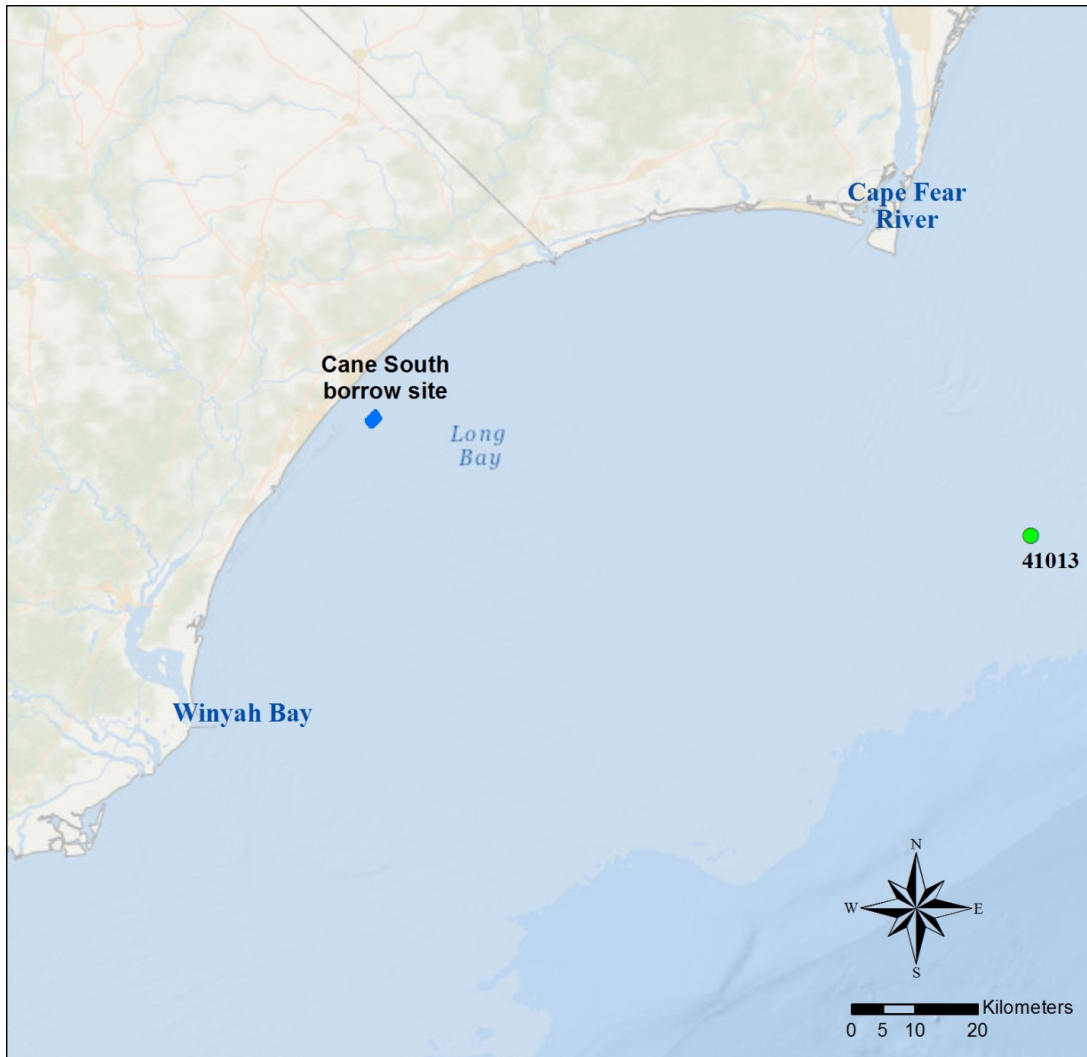 Cape Fear
River
Cane South
borrow site
Long
Bay
41013
Winyah Bay
N
W
E
S
Kilometers
0 5 10 20